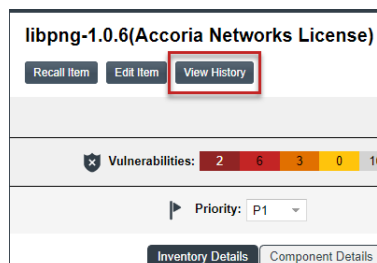 libpng-1.0.6(Accoria Networks License)
Recall Item Edit Item View History
Vulnerabilities: 2 6 3 0
Priority: P1
Inventory Details Component Details